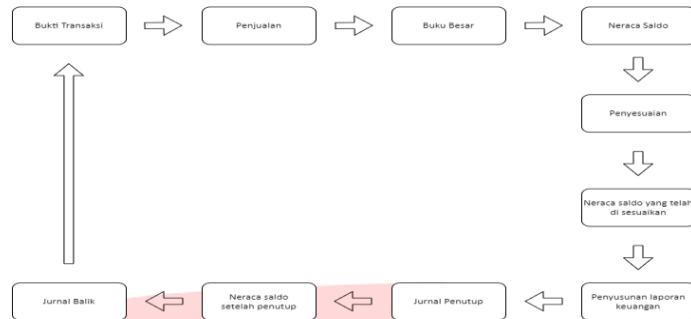 Bukti Transaksi
Penjualan
Buku Besar
Neraca Saldo
Penyesuaian
Neraca saldo yang telah
di sesuaikan
Penyusunan laporan
keuangan
Jurnal Penutup
Neraca saldo
setelah penutup
Jurnal Balik